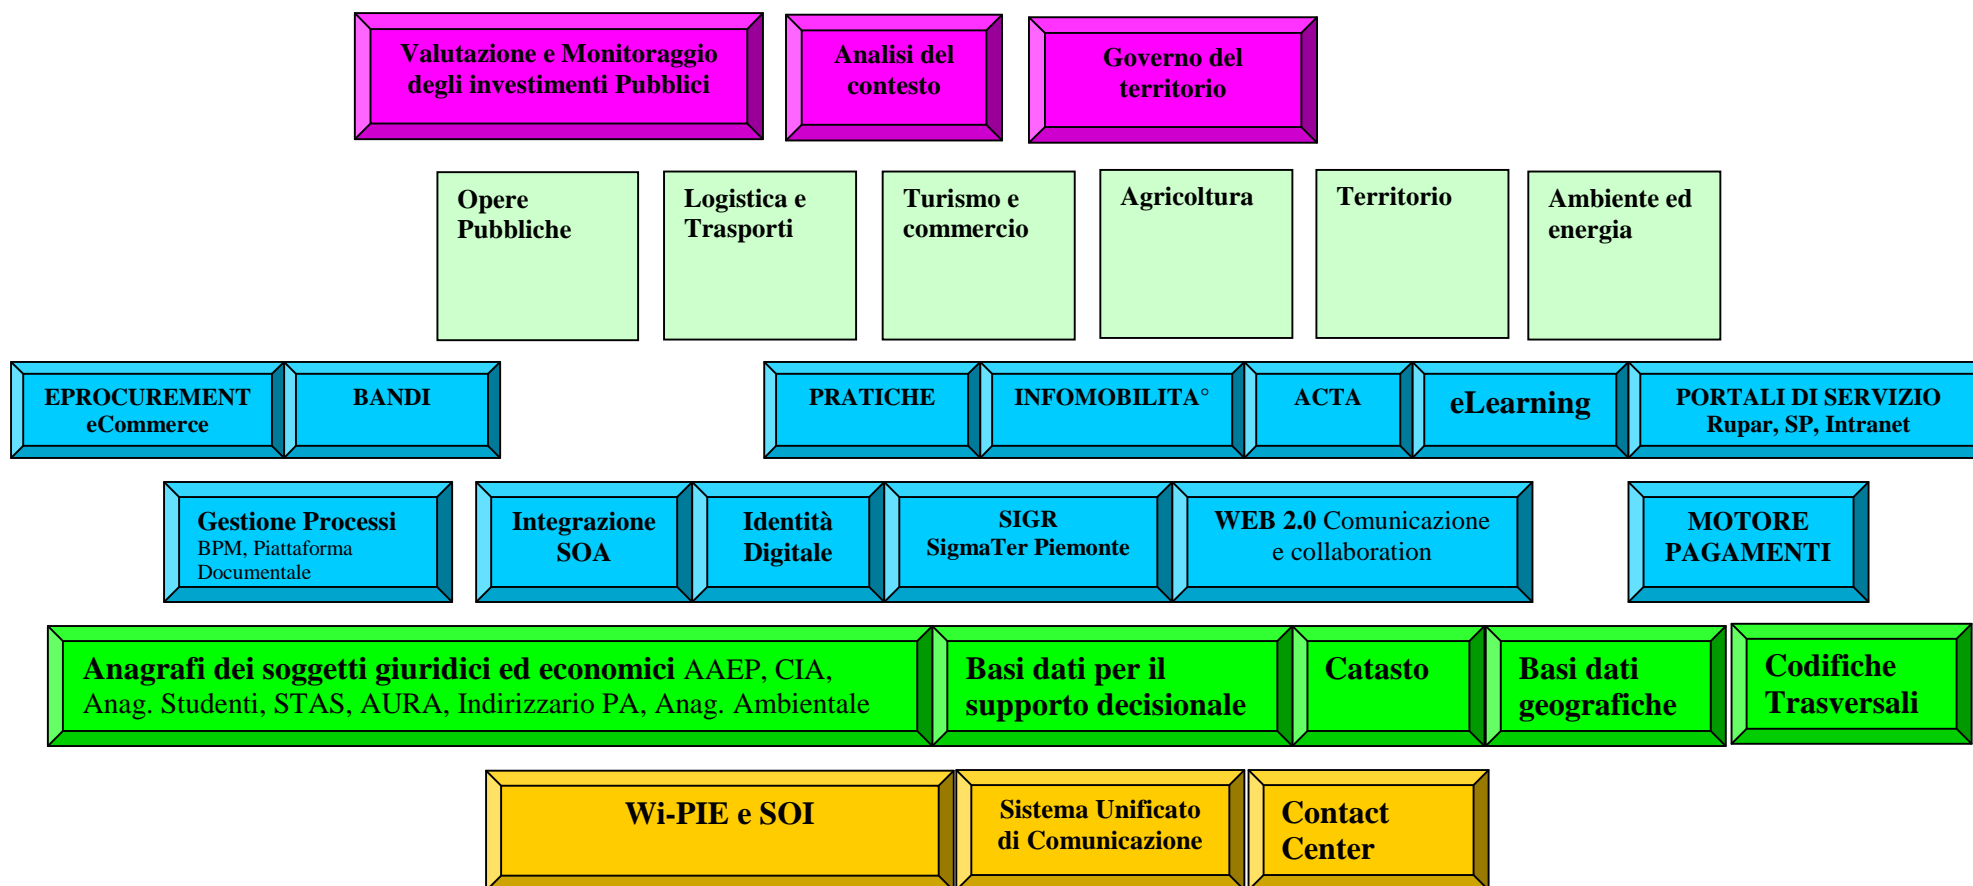 Valutazione e Monitoraggio
degli investimenti Pubblici
Analisi del
contesto
Governo del
territorio
Opere
Pubbliche
Logistica e
Trasporti
Turismo e
commercio
Agricoltura
Territorio
Ambiente ed
energia
EPROCUREMENT
eCommerce
BANDI
PRATICHE
INFOMOBILITA°
ACTA
eLearning
PORTALI DI SERVIZIO
Rupar, SP, Intranet
Gestione Processi
BPM, Piattaforma
Documentale
Integrazione
SOA
Identità
Digitale
SIGR
SigmaTer Piemonte
WEB 2.0 Comunicazione
e collaboration
MOTORE
PAGAMENTI
Anagrafi dei soggetti giuridici ed economici AAEP, CIA,
Anag. Studenti, STAS, AURA, Indirizzario PA, Anag. Ambientale
Basi dati per il
supporto decisionale
Catasto
Basi dati
geografiche
Codifiche
Trasversali
Wi-PIE e SOI
Sistema Unificato
di Comunicazione
Contact
Center